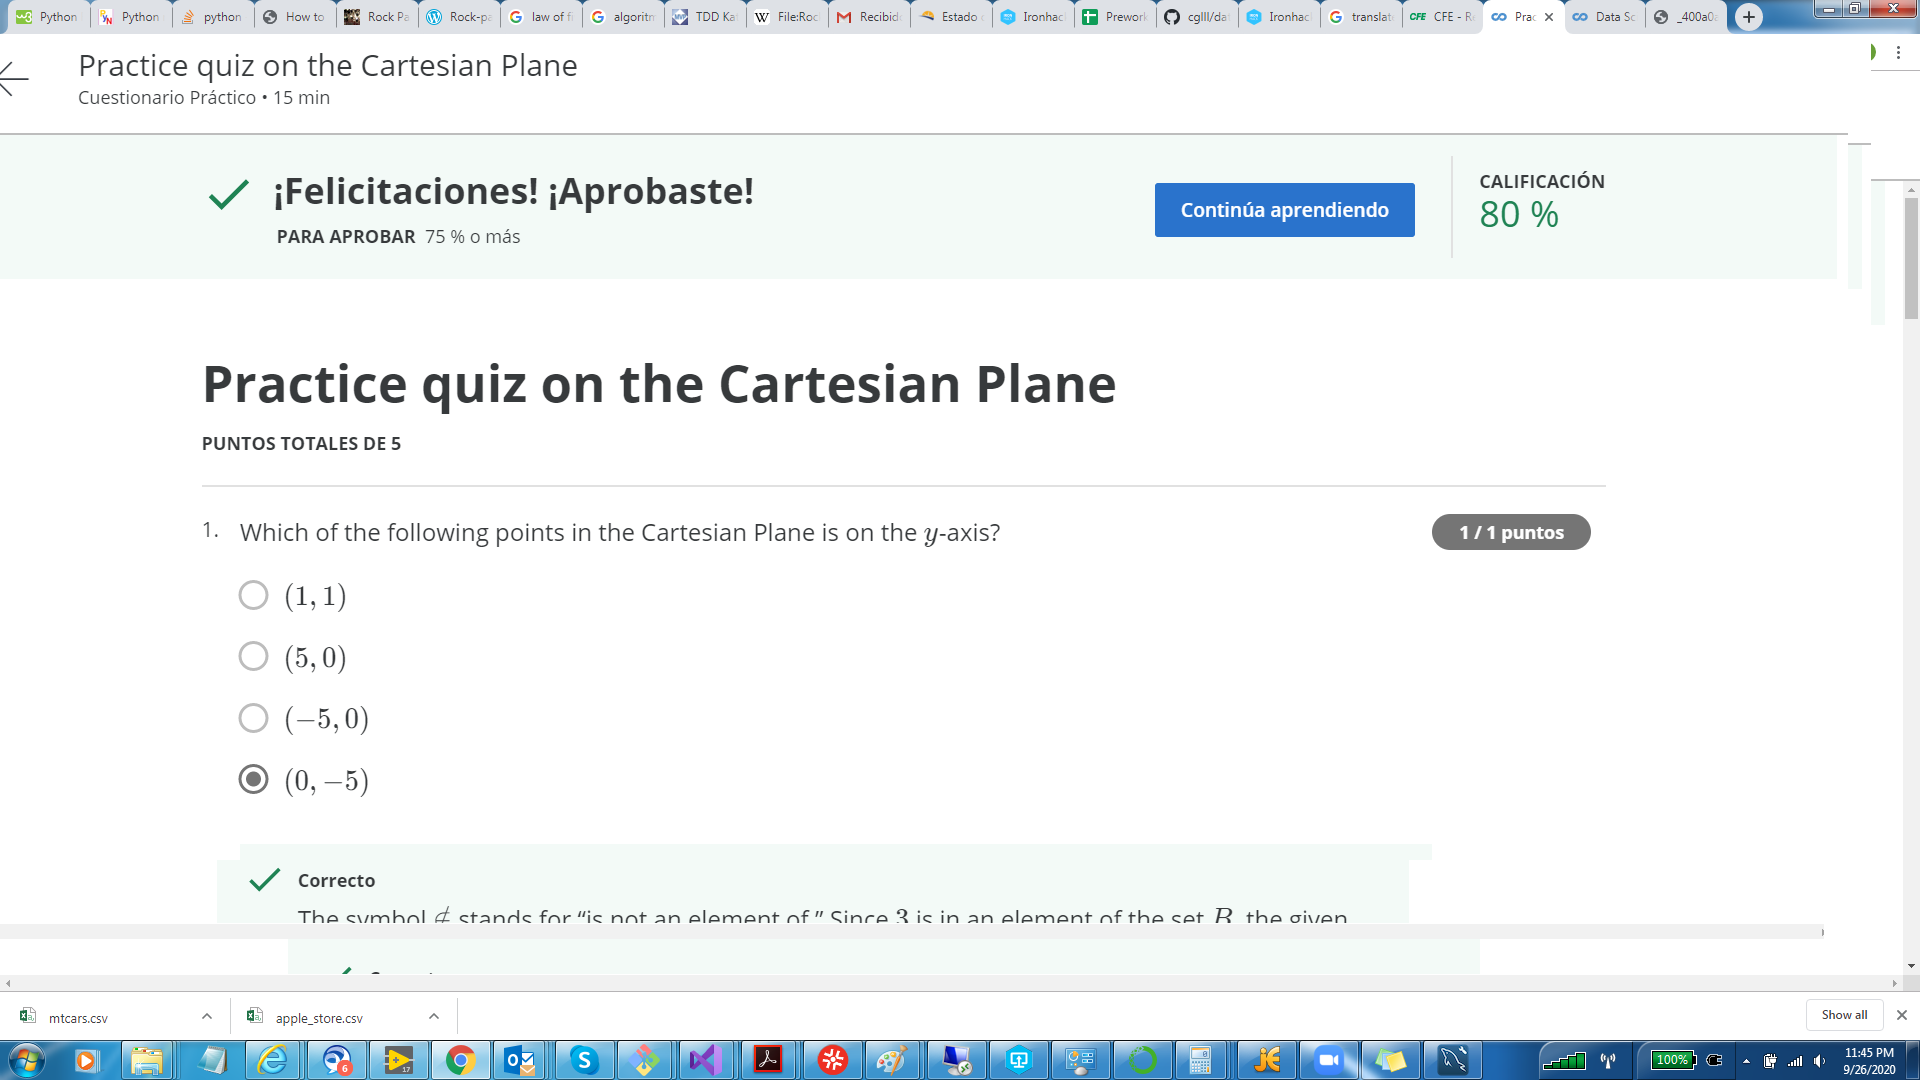 Python
Python
python
How to
Rock Pa
Rock-pa
law of f
algoritm
TDD Ka
File:Roc
Recibido
Estado
Ironhac
Prework
cglll/da
Ironhac
translat
CFE CFE - R
Prac
Data Sc
_400a0
Practice quiz on the Cartesian Plane
Cuestionario Práctico • 15 min
¡Felicitaciones! ¡Aprobaste!
PARA APROBAR 75 % o más
Continúa aprendiendo
CALIFICACIÓN
80 %
Practice quiz on the Cartesian Plane
PUNTOS TOTALES DE 5
1. Which of the following points in the Cartesian Plane is on the y-axis?
1 / 1 puntos
(1, 1)
(5, 0)
(−5, 0)
(0, −5)
Correcto
The symbol ∉ stands for “is not an element of.” Since 3 is in an element of the set B, the given
mtcars.csv
apple_store.csv
Show all
100%
11:45 PM
9/26/2020